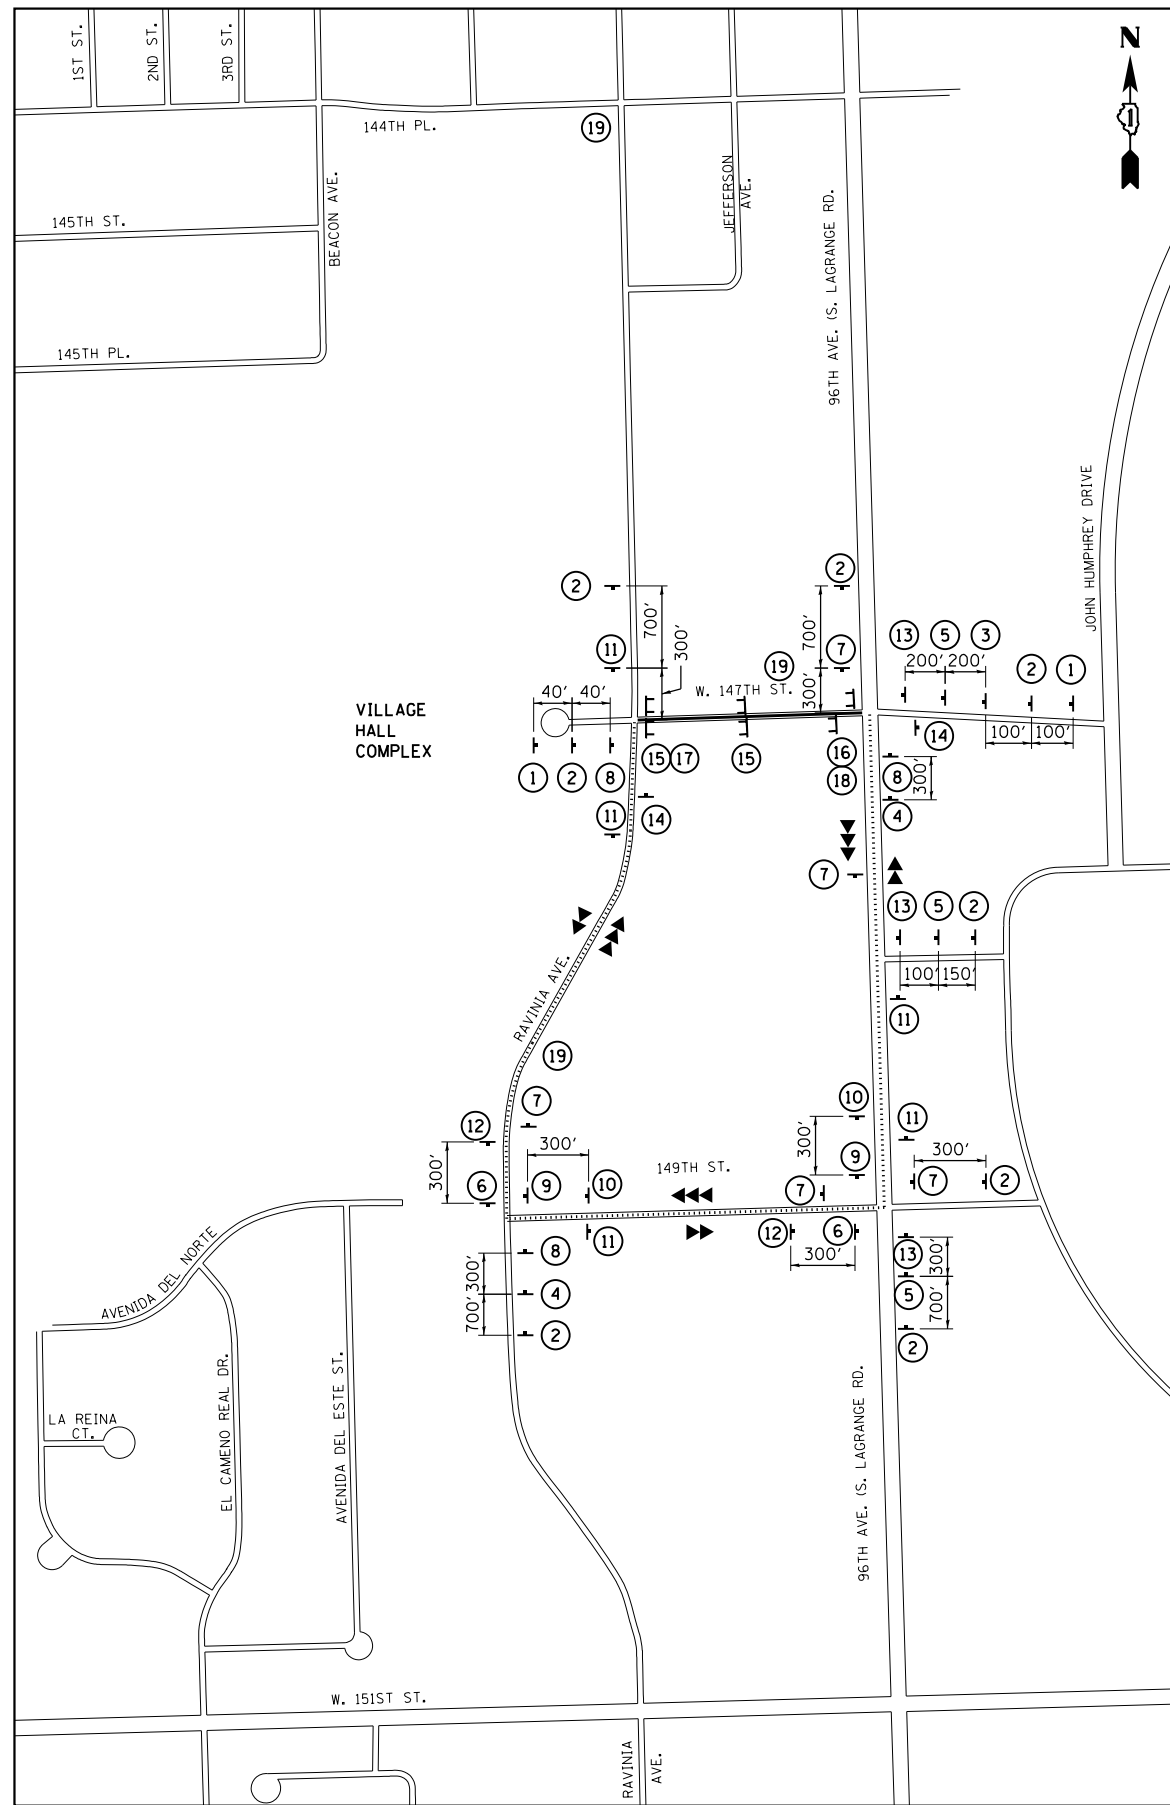 1ST ST.
2ND ST.
3RD ST.
N
1
144TH PL.
19
JEFFERSON
AVE.
BEACON AVE.
145TH ST.
145TH PL.
96TH AVE. (S. LAGRANGE RD.
JOHN HUMPHREY DRIVE
2
2
700'
300'
700'
11
19
7
13
5
3
200'
200'
2
1
40'
40'
W. 147TH ST.
300'
VILLAGE
HALL
COMPLEX
14
100'
100'
1
2
8
15
17
15
16
18
8
300'
4
11
14
7
13
5
2
RAVINIA AVE.
100'
150'
11
19
7
10
12
300'
300'
300'
11
300'
149TH ST.
9
6
9
10
7
7
2
11
12
6
300'
13
300'
8
300'
4
700'
5
700'
2
2
AVENIDA DEL NORTE
EL CAMENO REAL DR.
AVENIDA DEL ESTE ST.
LA REINA
CT.
96TH AVE. (S. LAGRANGE RD.
W. 151ST ST.
RAVINIA
AVE.